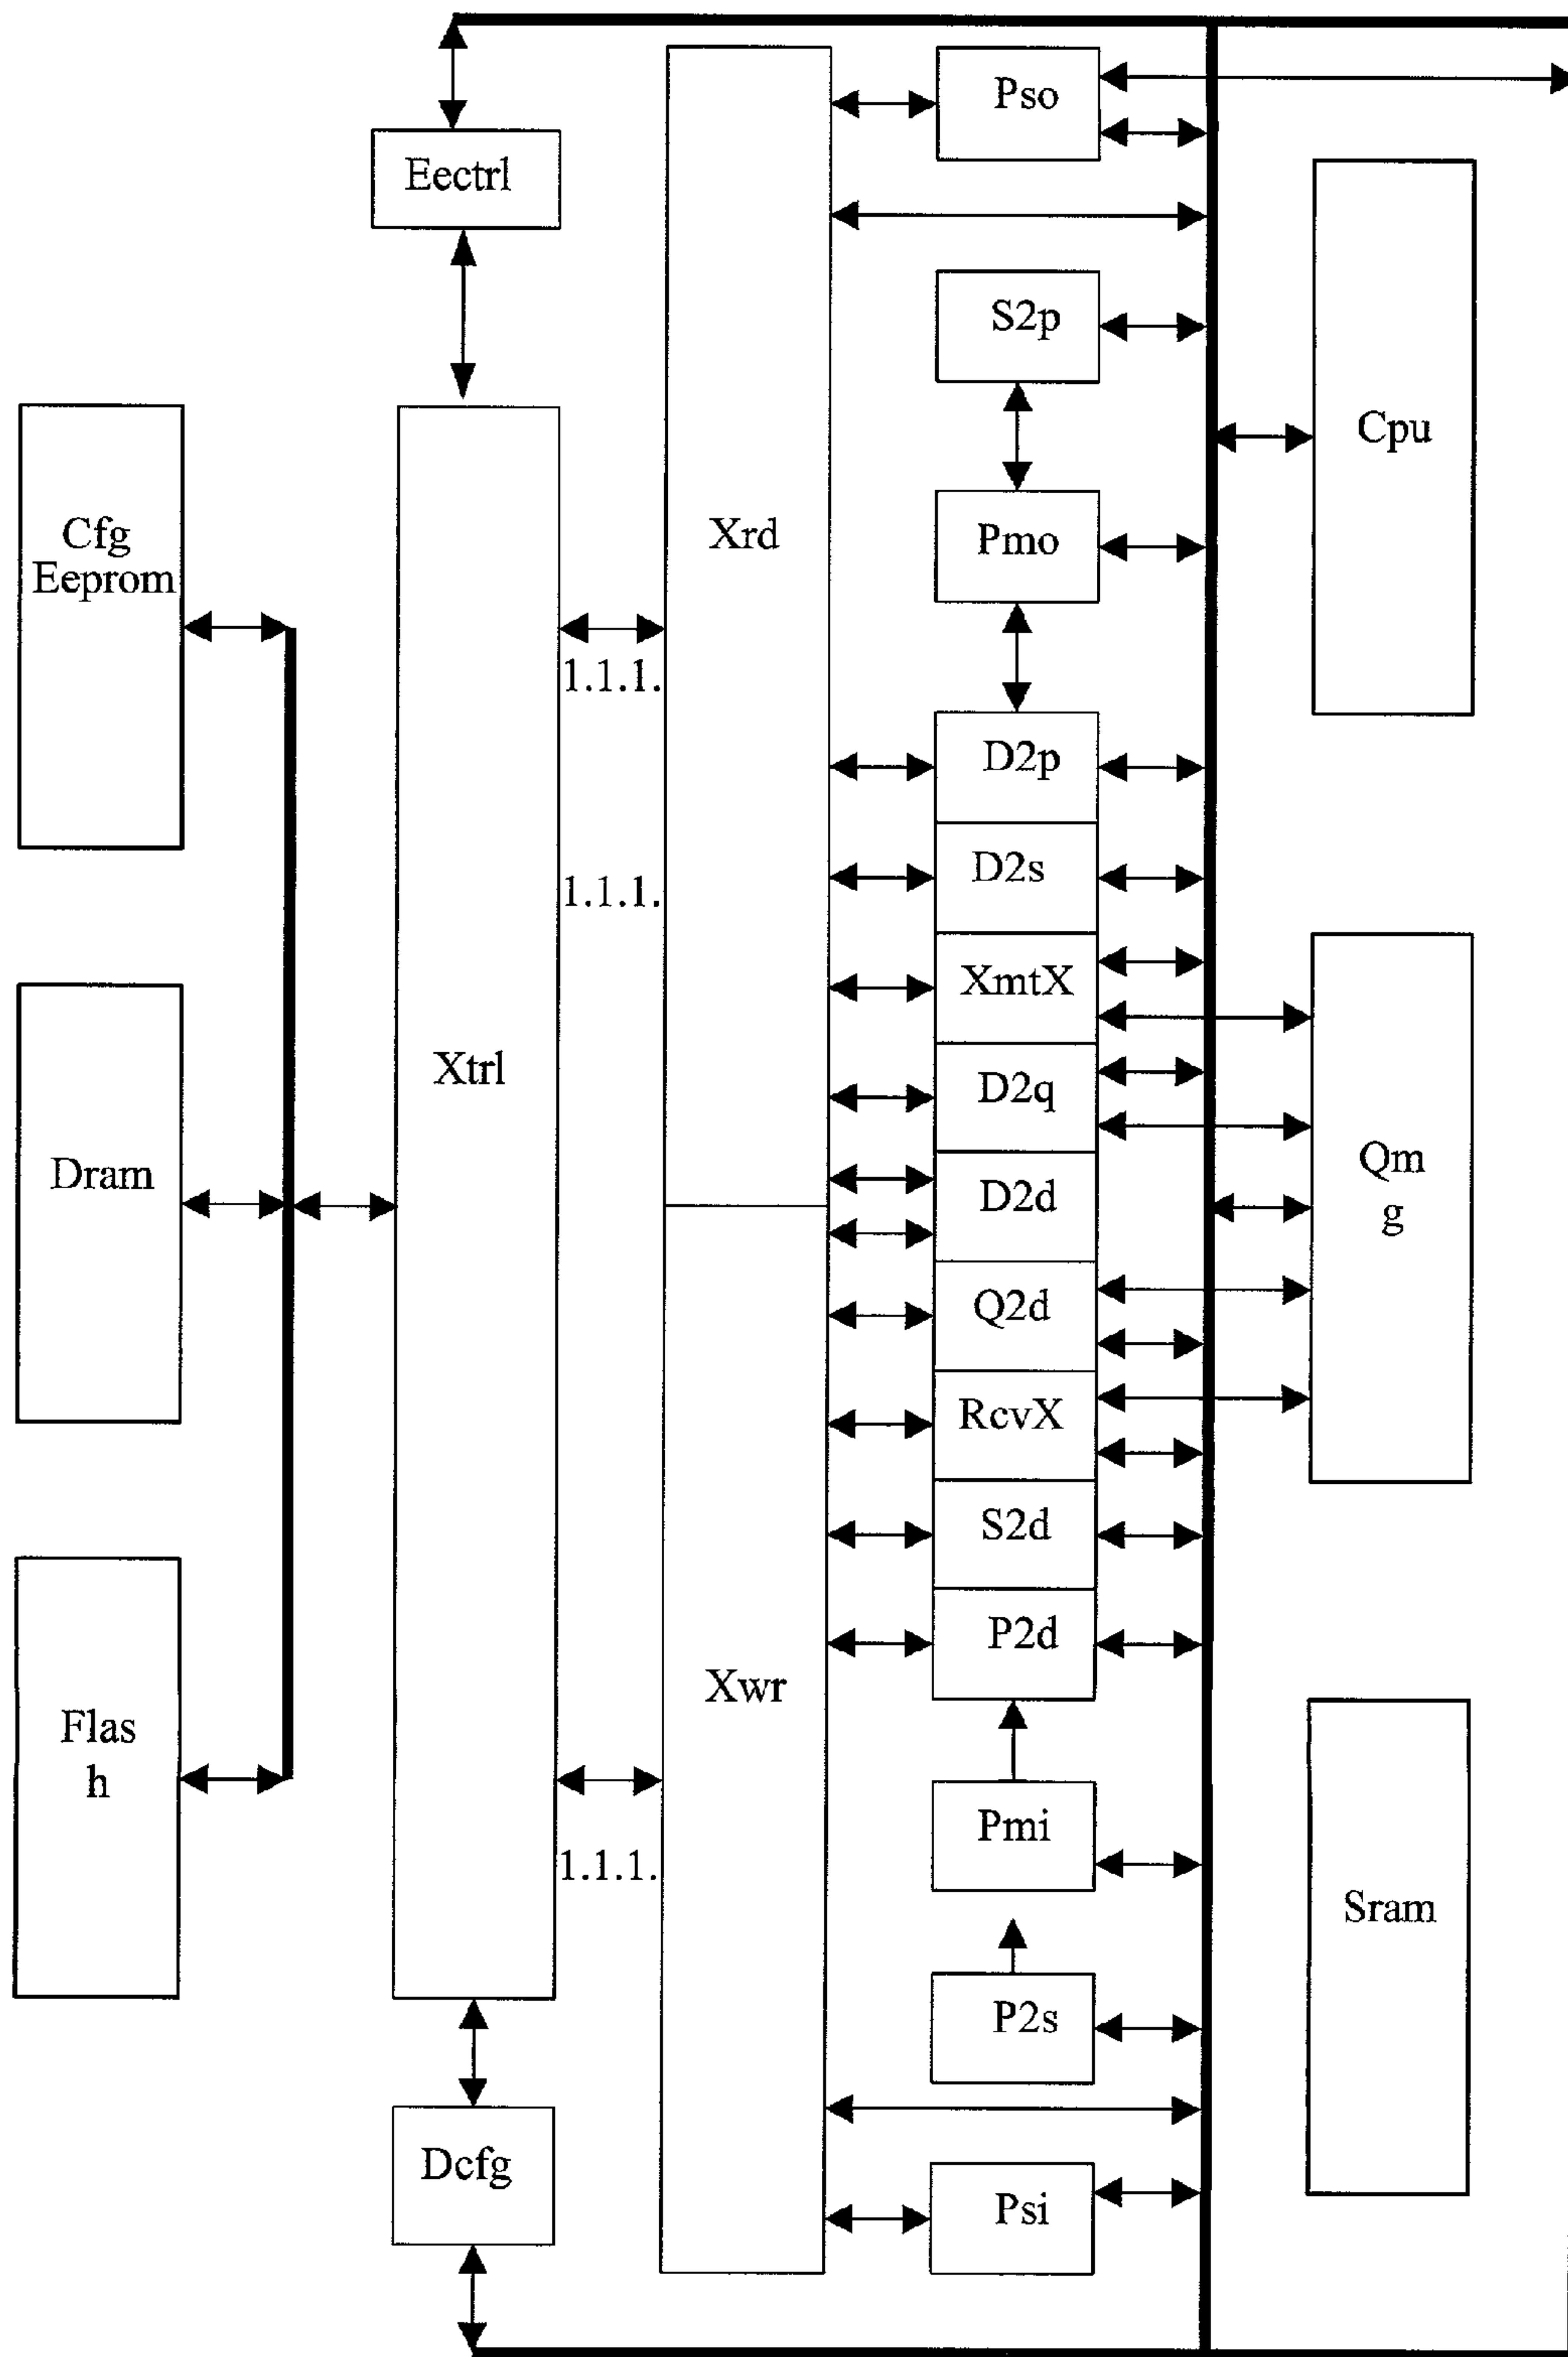 Pso
Eectrl
S2p
Cpu
Cfg
Eeprom
Xrd
Pmo
1.1.1.
D2p
D2s
1.1.1.
XmtX
Xtrl
D2q
Dram
Qm
g
D2d
Q2d
RcvX
S2d
P2d
Xwr
Flas
h
Pmi
1.1.1.
Sram
P2s
Dcfg
Psi